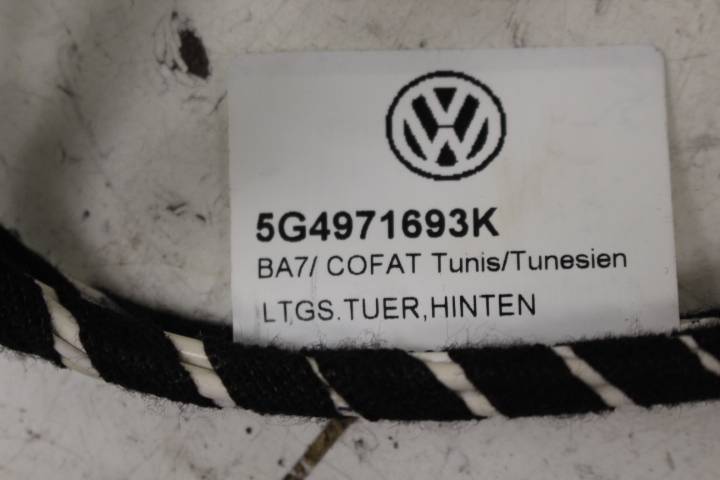 5G4971693K
BA7/ COFAT Tunis/Tunesien
LTGS.TUER,HINTEN